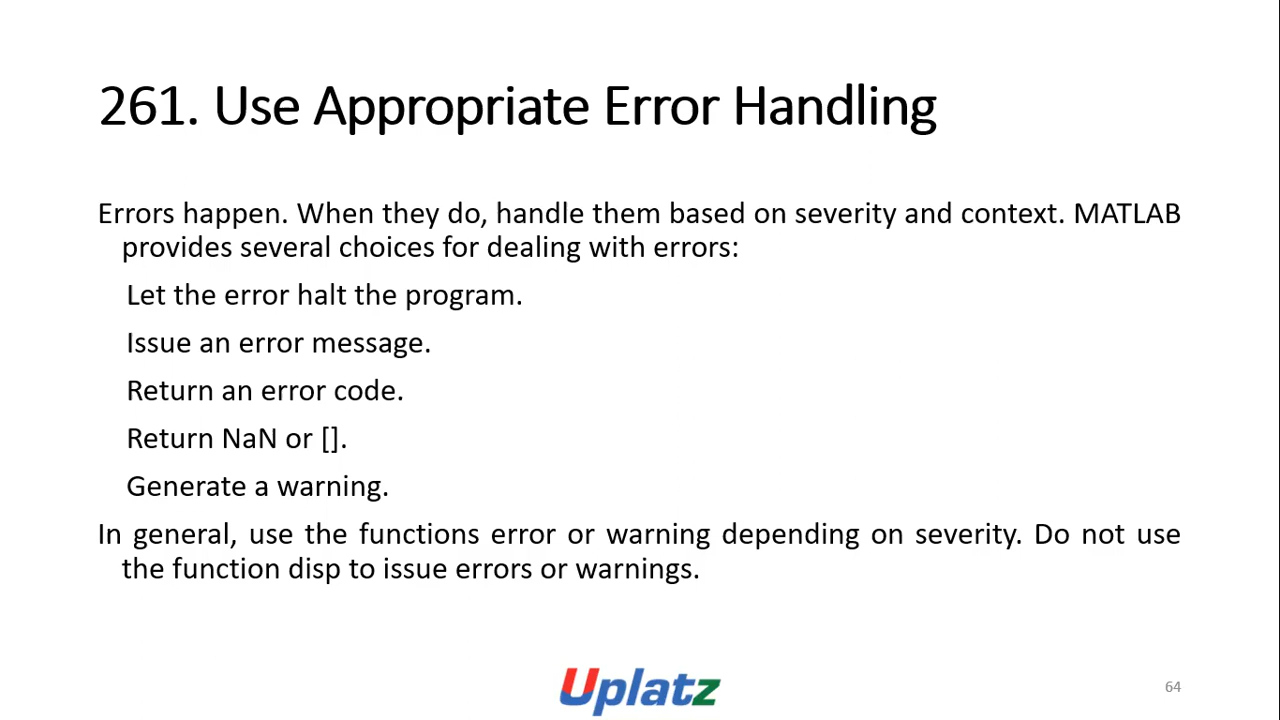 261. Use Appropriate Error Handling
Errors happen. When they do, handle them based on severity and context. MATLAB
provides several choices for dealing with errors:
Let the error halt the program.
Issue an error message.
Return an error code.
Return NaN or [].
Generate a warning.
In general, use the functions error or warning depending on severity. Do not use
the function disp to issue errors or warnings.
Uplatz
64